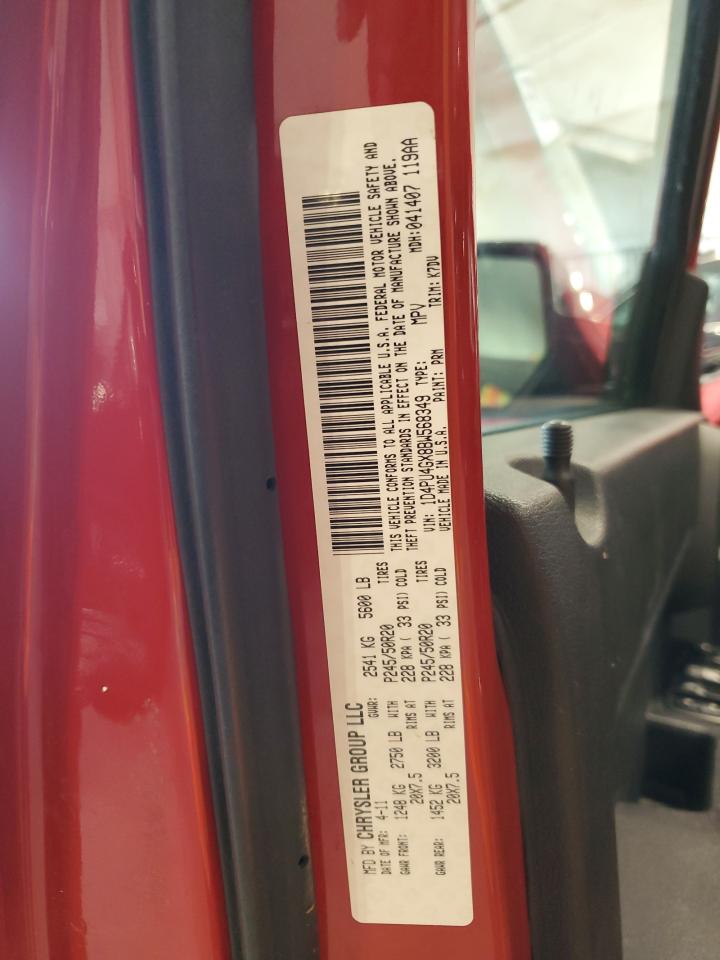 MFD BY CHRYSLER GROUP LLC
DATE OF MFR: 4-11 GVWR: 2541 KG 5600 LB
GAWR FRONT: 1248 KG 2750 LB WITH P245/50R20 TIRES
20X7.5 RIMS AT 228 KPA ( 33 PSI) COLD
GAWR REAR: 1452 KG 3200 LB WITH P245/50R20 TIRES
20X7.5 RIMS AT 228 KPA ( 33 PSI) COLD
THIS VEHICLE CONFORMS TO ALL APPLICABLE U.S.A. FEDERAL MOTOR VEHICLE SAFETY AND
THEFT PREVENTION STANDARDS IN EFFECT ON THE DATE OF MANUFACTURE SHOWN ABOVE.
VIN: 1D4PU4GX8BW568349 TYPE: MPV MDH:041407 119AA
VEHICLE MADE IN U.S.A. PAINT: PRM TRIM: K7DV